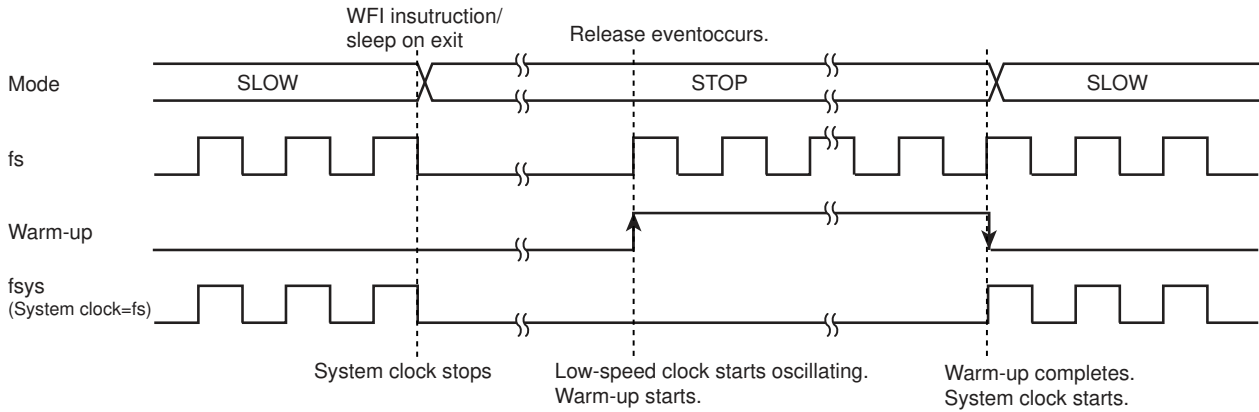 WFI insutruction/
sleep on exit
Release eventoccurs.
Mode
SLOW
STOP
SLOW
fs
Warm-up
fsys
(System clock=fs)
System clock stops
Low-speed clock starts oscillating.
Warm-up starts.
Warm-up completes.
System clock starts.